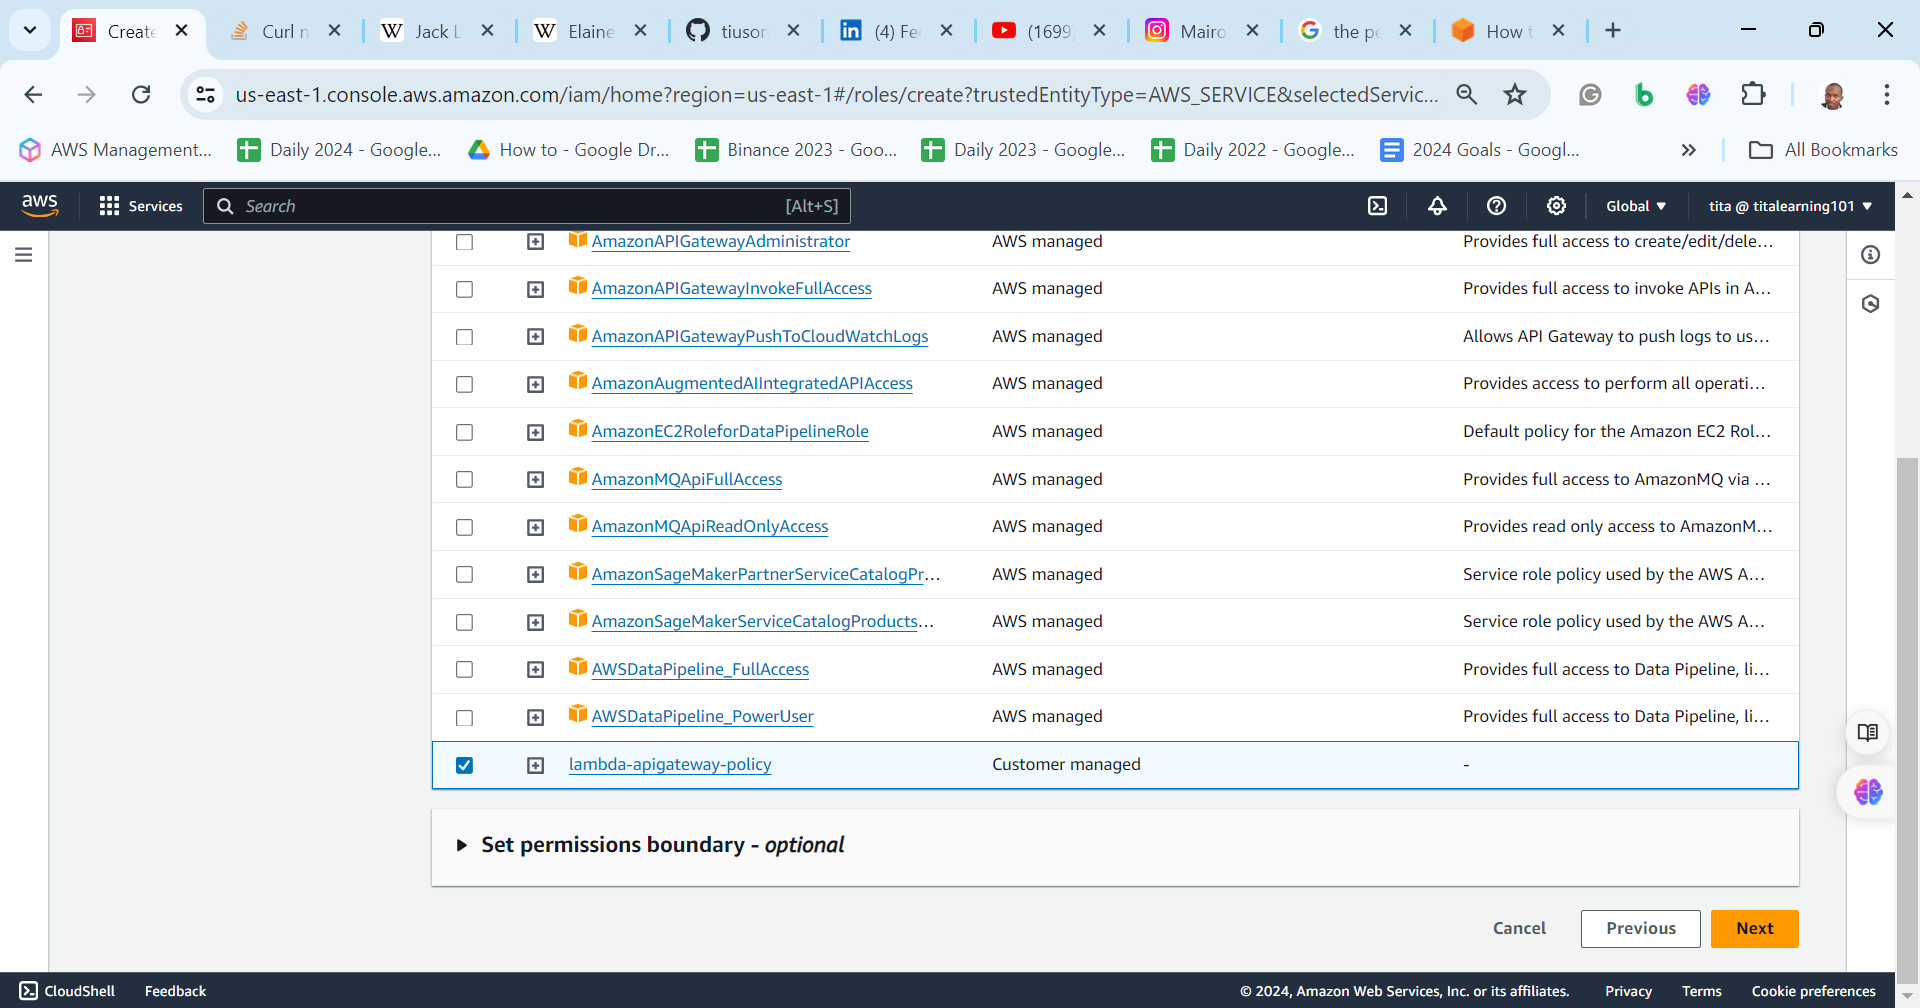 Create
Curl n
Jack L
Elaine
tiusor
(4) Fe
(1699
Mairo
the pe
How t
us-east-1.console.aws.amazon.com/iam/home?region=us-east-1#/roles/create?trustedEntityType=AWS_SERVICE&selectedServic...
AWS Management...
Daily 2024 - Google...
How to - Google Dr...
Binance 2023 - Goo...
Daily 2023 - Google...
Daily 2022 - Google...
2024 Goals - Googl...
All Bookmarks
aws
Services
Search
[Alt+S]
Global
tita @ titalearning101
AmazonAPIGatewayAdministrator AWS managed Provides full access to create/edit/dele...
AmazonAPIGatewayInvokeFullAccess AWS managed Provides full access to invoke APIs in A...
AmazonAPIGatewayPushToCloudWatchLogs AWS managed Allows API Gateway to push logs to us...
AmazonAugmentedAIIntegratedAPIAccess AWS managed Provides access to perform all operati...
AmazonEC2RoleforDataPipelineRole AWS managed Default policy for the Amazon EC2 Rol...
AmazonMQApiFullAccess AWS managed Provides full access to AmazonMQ via ...
AmazonMQApiReadOnlyAccess AWS managed Provides read only access to AmazonM...
AmazonSageMakerPartnerServiceCatalogPr... AWS managed Service role policy used by the AWS A...
AmazonSageMakerServiceCatalogProducts... AWS managed Service role policy used by the AWS A...
AWSDataPipeline_FullAccess AWS managed Provides full access to Data Pipeline, li...
AWSDataPipeline_PowerUser AWS managed Provides full access to Data Pipeline, li...
lambda-apigateway-policy Customer managed -
Set permissions boundary - optional
Cancel
Previous
Next
CloudShell
Feedback
© 2024, Amazon Web Services, Inc. or its affiliates.
Privacy
Terms
Cookie preferences